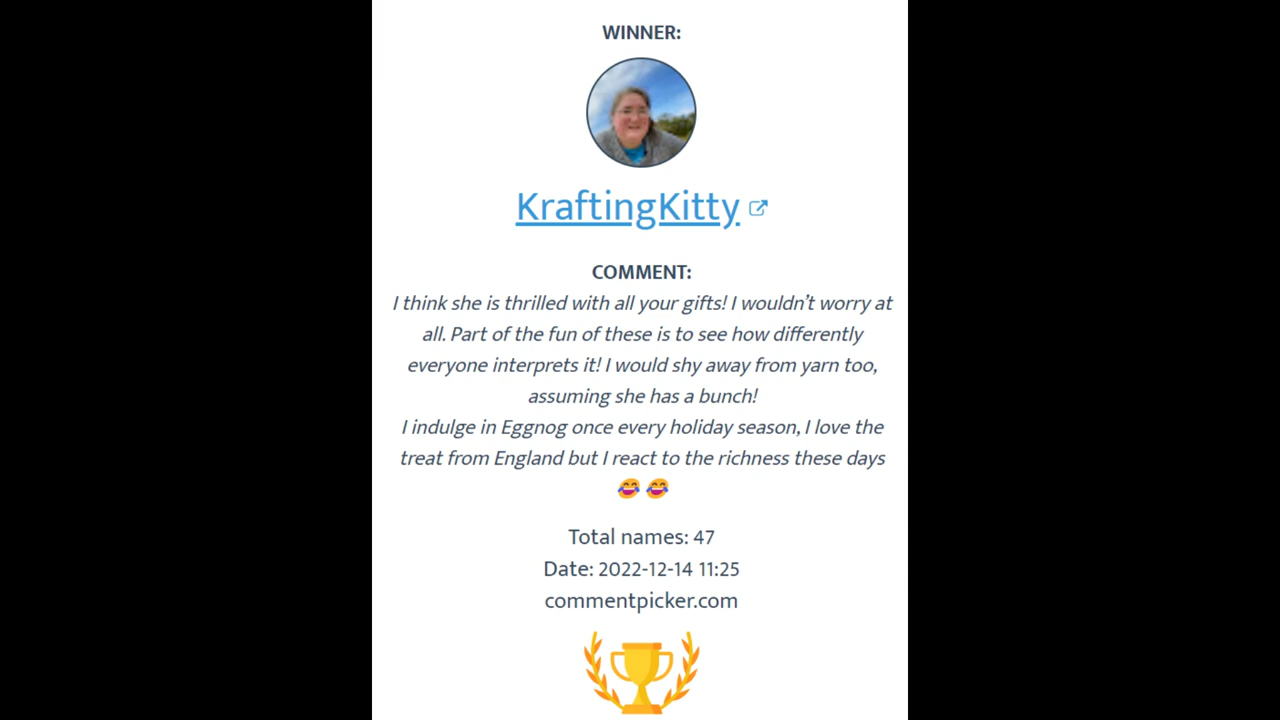 WINNER:
KraftingKitty
COMMENT:
I think she is thrilled with all your gifts! I wouldn’t worry at
all. Part of the fun of these is to see how differently
everyone interprets it! I would shy away from yarn too,
assuming she has a bunch!
I indulge in Eggnog once every holiday season, I love the
treat from England but I react to the richness these days
😂 😂
Total names: 47
Date: 2022-12-14 11:25
commentpicker.com